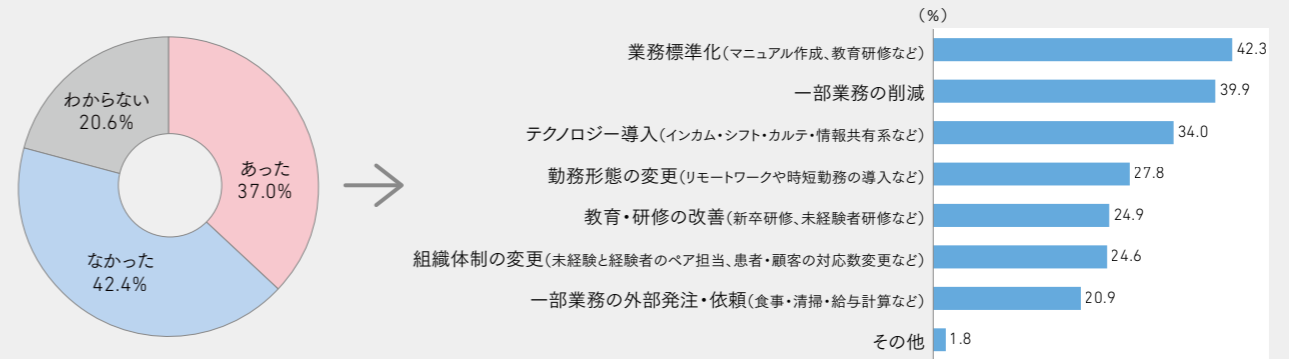 わからない
20.6%
あった
37.0%
なかった
42.4%
（%）
業務標準化（マニュアル作成、教育研修など） 42.3
一部業務の削減 39.9
テクノロジー導入（インカム・シフト・カルテ・情報共有系など） 34.0
勤務形態の変更（リモートワークや時短勤務の導入など） 27.8
教育・研修の改善（新卒研修、未経験者研修など） 24.9
組織体制の変更（未経験と経験者のペア担当、患者・顧客の対応数変更など） 24.6
一部業務の外部発注・依頼（食事・清掃・給与計算など） 20.9
その他 1.8